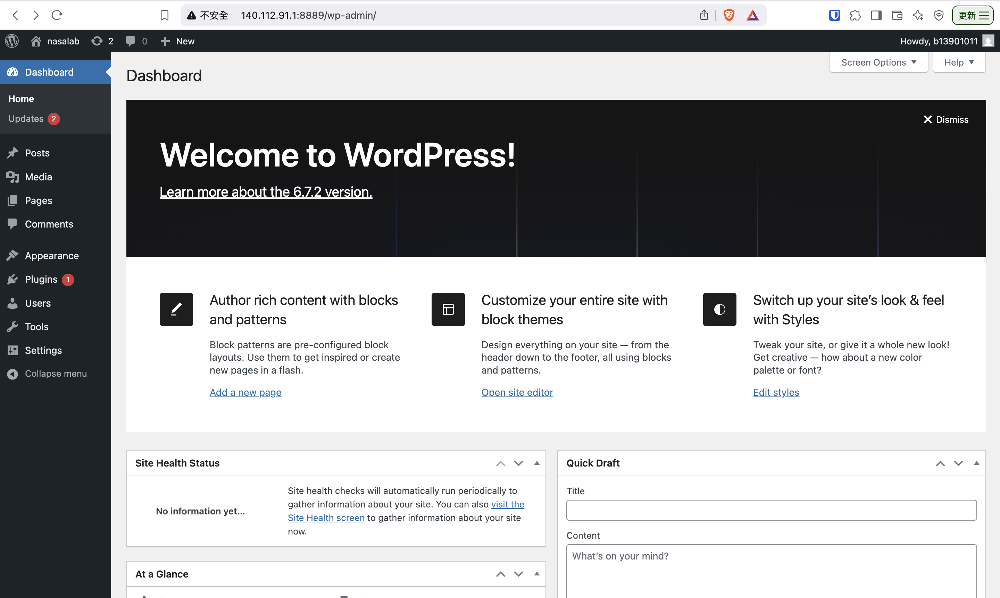 不安全 140.112.91.1:8889/wp-admin/
更新
nasalab 2 0 New
Howdy, b13901011
Dashboard
Home
Updates 2
Posts
Media
Pages
Comments
Appearance
Plugins 1
Users
Tools
Settings
Collapse menu
Screen Options
Help
Dashboard
Dismiss
Welcome to WordPress!
Learn more about the 6.7.2 version.
Author rich content with blocks
and patterns
Block patterns are pre-configured block
layouts. Use them to get inspired or create
new pages in a flash.
Add a new page
Customize your entire site with
block themes
Design everything on your site — from the
header down to the footer, all using blocks
and patterns.
Open site editor
Switch up your site’s look & feel
with Styles
Tweak your site, or give it a whole new look!
Get creative — how about a new color
palette or font?
Edit styles
Site Health Status
No information yet...
Site health checks will automatically run periodically to
gather information about your site. You can also visit the
Site Health screen to gather information about your site
now.
At a Glance
Quick Draft
Title
Content
What’s on your mind?